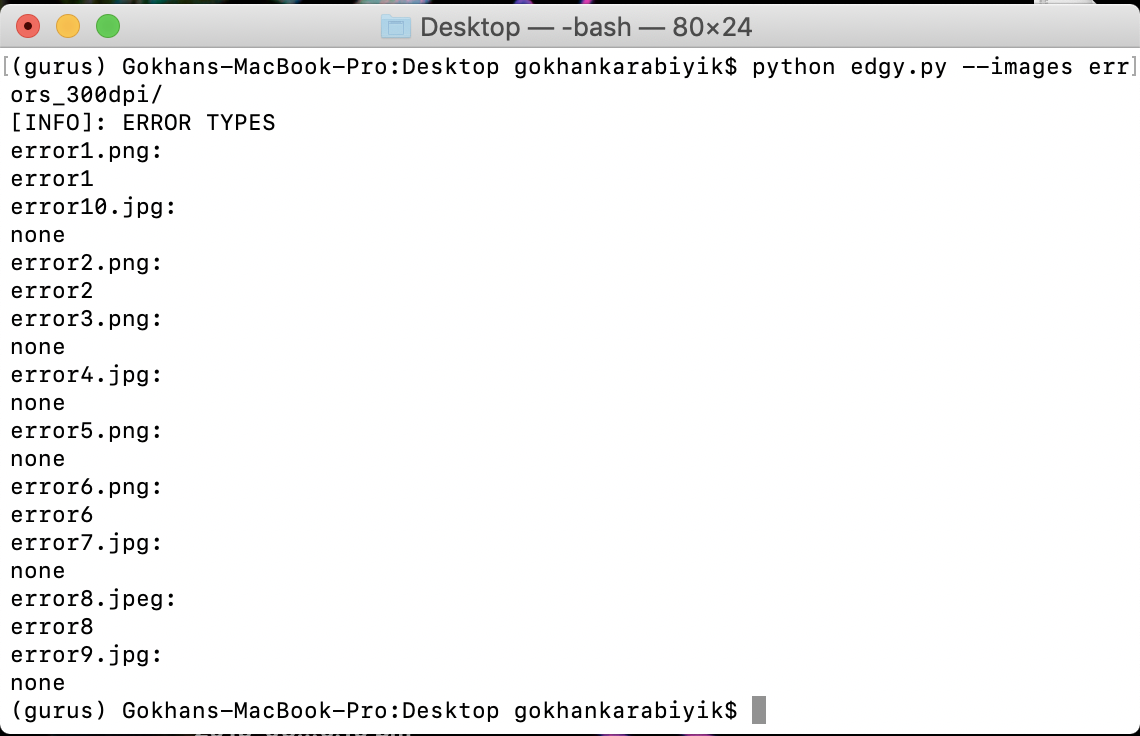 Desktop — -bash — 80×24
(gurus) Gokhans-MacBook-Pro:Desktop gokhankarabiyik$ python edgy.py --images err
ors_300dpi/
[INFO]: ERROR TYPES
error1.png:
error1
error10.jpg:
none
error2.png:
error2
error3.png:
none
error4.jpg:
none
error5.png:
none
error6.png:
error6
error7.jpg:
none
error8.jpeg:
error8
error9.jpg:
none
(gurus) Gokhans-MacBook-Pro:Desktop gokhankarabiyik$